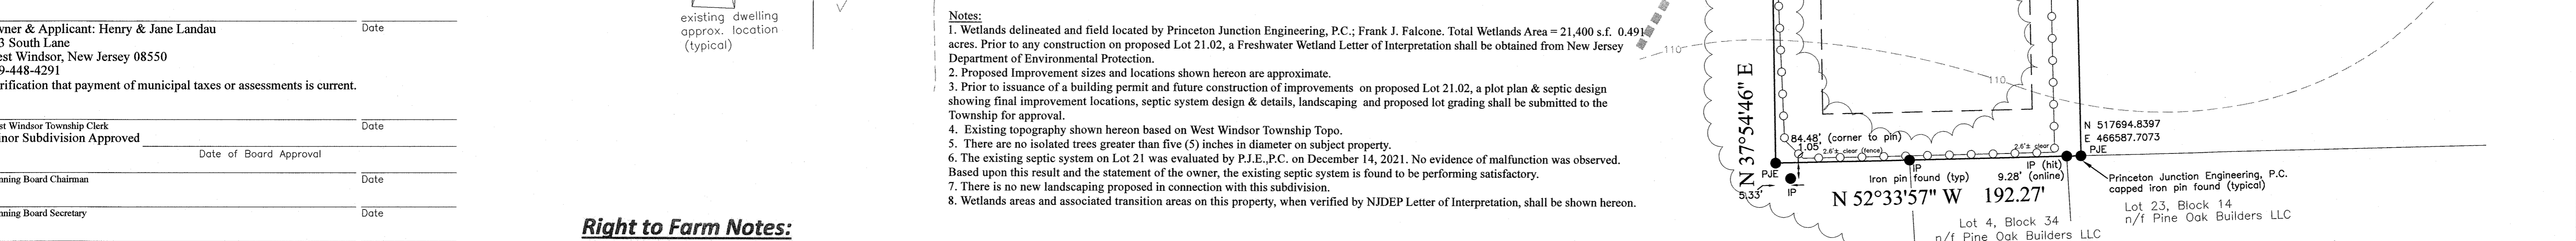 Date
wner & Applicant: Henry & Jane Landau
3 South Lane
est Windsor, New Jersey 08550
9-448-4291
rification that payment of municipal taxes or assessments is current.
Date
st Windsor Township Clerk
inor Subdivision Approved
Date of Board Approval
Date
nning Board Chairman
Date
nning Board Secretary
existing dwelling
approx. location
(typical)
Right to Farm Notes:
Notes:
1. Wetlands delineated and field located by Princeton Junction Engineering, P.C.; Frank J. Falcone. Total Wetlands Area = 21,400 s.f. 0.491
acres. Prior to any construction on proposed Lot 21.02, a Freshwater Wetland Letter of Interpretation shall be obtained from New Jersey
Department of Environmental Protection.
2. Proposed Improvement sizes and locations shown hereon are approximate.
3. Prior to issuance of a building permit and future construction of improvements on proposed Lot 21.02, a plot plan & septic design
showing final improvement locations, septic system design & details, landscaping and proposed lot grading shall be submitted to the
Township for approval.
4. Existing topography shown hereon based on West Windsor Township Topo.
5. There are no isolated trees greater than five (5) inches in diameter on subject property.
6. The existing septic system on Lot 21 was evaluated by P.J.E.,P.C. on December 14, 2021. No evidence of malfunction was observed.
Based upon this result and the statement of the owner, the existing septic system is found to be performing satisfactory.
7. There is no new landscaping proposed in connection with this subdivision.
8. Wetlands areas and associated transition areas on this property, when verified by NJDEP Letter of Interpretation, shall be shown hereon.
110
110
N 37°54'46" E
84.48' (corner to pin)
1.05'
2.6'± clear (fence)
2.6'± clear
PJE
IP
5.33'
IP
Iron pin found (typ)
IP (hit)
9.28' (online)
N 52°33'57" W 192.27'
N 517694.8397
E 466587.7073
PJE
Princeton Junction Engineering, P.C.
capped iron pin found (typical)
Lot 23, Block 14
n/f Pine Oak Builders LLC
Lot 4, Block 34
n/f Pine Oak Builders LLC